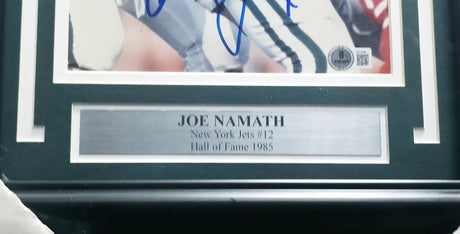 JOE NAMATH
New York Jets #12
Hall of Fame 1985